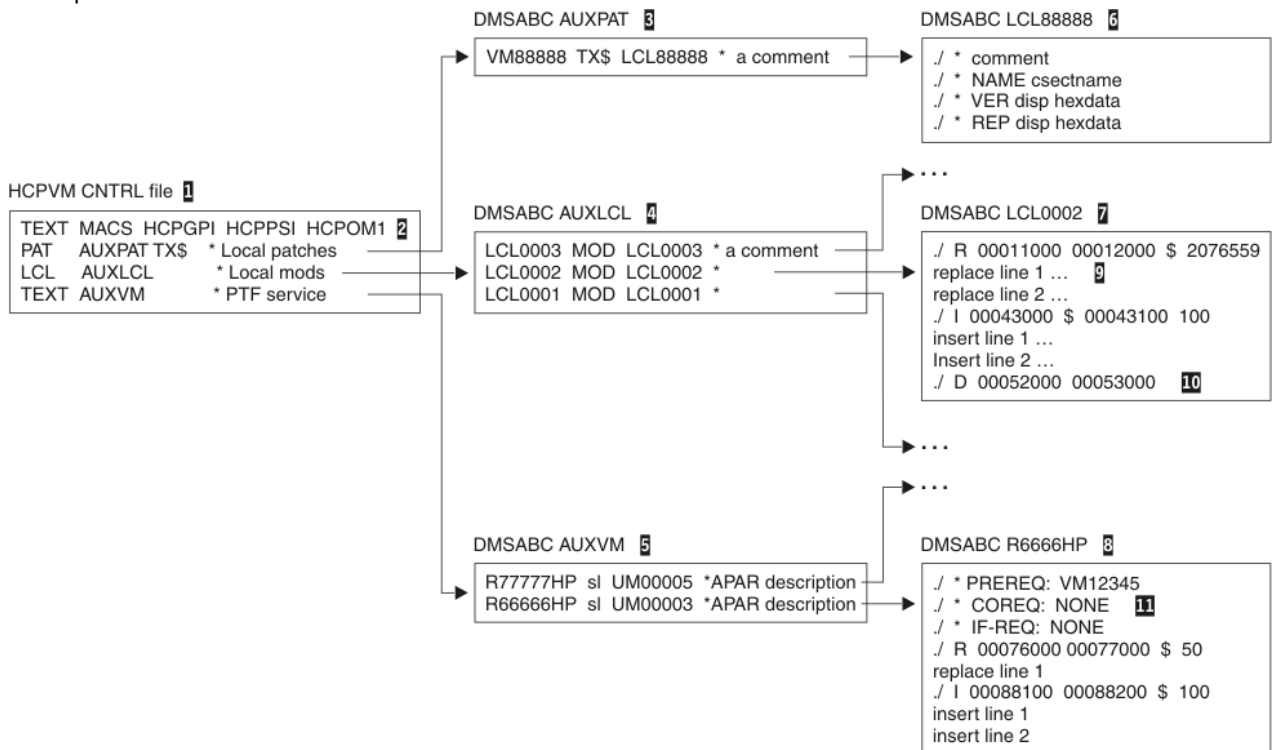 DMSABC AUXPAT 3
VM88888 TX$ LCL88888 * a comment
DMSABC LCL88888 6
./ * comment
./ * NAME csectname
./ * VER disp hexdata
./ * REP disp hexdata
HCPVM CNTRL file 1
TEXT MACS HCPGPI HCPPSI HCPOM1 2
PAT AUXPAT TX$ * Local patches
LCL AUXLCL * Local mods
TEXT AUXVM * PTF service
DMSABC AUXLCL 4
LCL0003 MOD LCL0003 * a comment
LCL0002 MOD LCL0002 *
LCL0001 MOD LCL0001 *
...
DMSABC LCL0002 7
./ R 00011000 00012000 $ 2076559
replace line 1 ... 9
replace line 2 ...
./ I 00043000 $ 00043100 100
insert line 1 ...
Insert line 2 ...
./ D 00052000 00053000 10
...
...
DMSABC AUXVM 5
R77777HP sl UM00005 *APAR description
R66666HP sl UM00003 *APAR description
DMSABC R6666HP 8
./ * PREREQ: VM12345
./ * COREQ: NONE 11
./ * IF-REQ: NONE
./ R 00076000 00077000 $ 50
replace line 1
./ I 00088100 00088200 $ 100
insert line 1
insert line 2